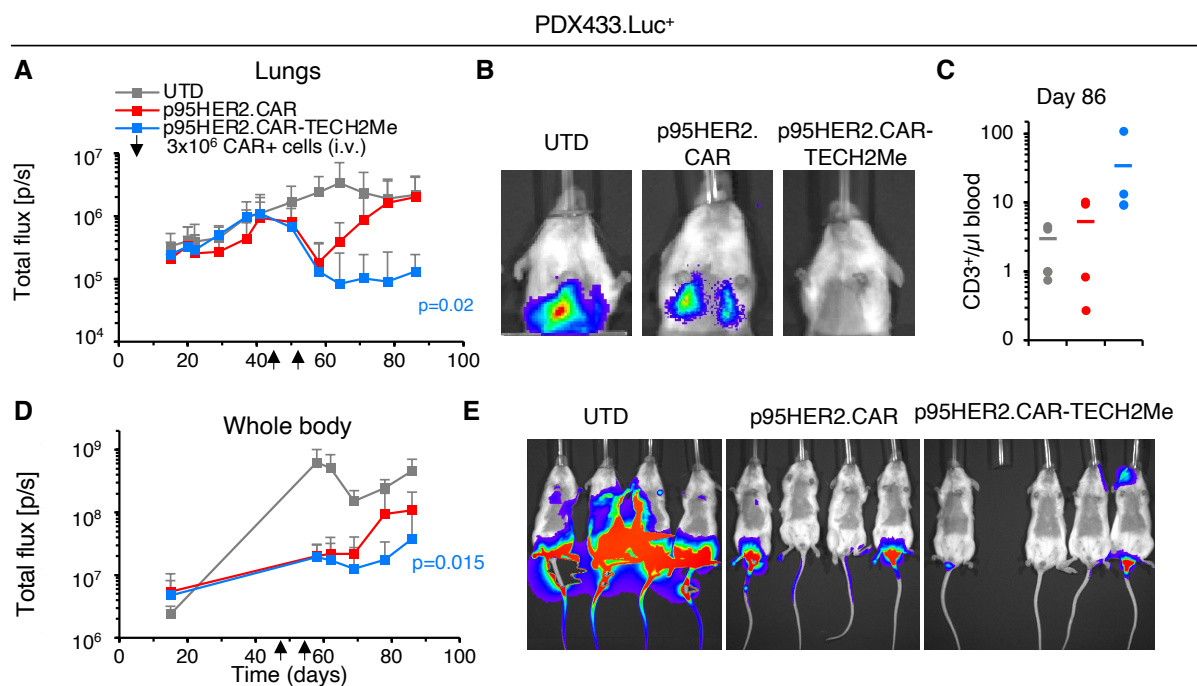 PDX433.Luc⁺
A
Lungs
UTD
p95HER2.CAR
p95HER2.CAR-TECH2Me
3x10⁶ CAR+ cells (i.v.)
Total flux [p/s]
10⁷
10⁶
10⁵
10⁴
p=0.02
0 20 40 60 80 100
B
UTD
p95HER2.
CAR
p95HER2.CAR-
TECH2Me
C
Day 86
CD3⁺/µl blood
100
10
1
0
D
Whole body
Total flux [p/s]
10⁹
10⁸
10⁷
10⁶
p=0.015
0 20 40 60 80 100
Time (days)
E
UTD
p95HER2.CAR
p95HER2.CAR-TECH2Me